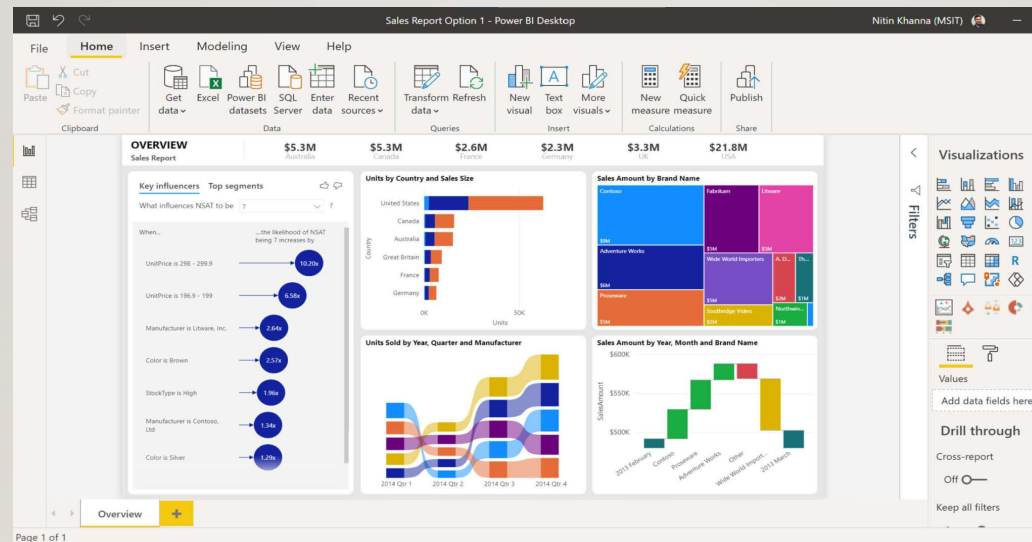 Sales Report Option 1 - Power BI Desktop
Nitin Khanna (MSIT)
File
Home
Insert
Modeling
View
Help
Paste
Cut
Copy
Format painter
Clipboard
Get data
Excel
Power BI datasets
SQL Server
Enter data
Recent sources
Data
Transform data
Refresh
Queries
New visual
Text box
More visuals
Insert
New measure
Quick measure
Calculations
Publish
Share
OVERVIEW
Sales Report
$5.3M
Australia
$5.3M
Canada
$2.6M
France
$2.3M
Germany
$3.3M
UK
$21.8M
USA
Key influencers
Top segments
What influences NSAT to be 7 ?
When...
...the likelihood of NSAT
being 7 increases by
UnitPrice is 298 - 299.9
10.20x
UnitPrice is 196.9 - 199
6.58x
Manufacturer is Litware, Inc.
2.64x
Color is Brown
2.57x
StockType is High
1.96x
Manufacturer is Contoso,
Ltd
1.34x
Color is Silver
1.29x
Units by Country and Sales Size
Country
United States
Canada
Australia
Great Britain
France
Germany
0K
50K
Units
Sales Amount by Brand Name
Contoso
Fabrikam
Litware
Adventure Works
$6M
Wide World Importers
A. D...
Th...
Proseware
Southridge Video
$2M
Northwin...
$2M
$1M
$1M
Units Sold by Year, Quarter and Manufacturer
2014 Qtr 1
2014 Qtr 2
2014 Qtr 3
2014 Qtr 4
Sales Amount by Year, Month and Brand Name
SalesAmount
$600K
$550K
$500K
2013 February
Contoso
Proseware
Adventure Works
Other
Wide World Import...
2013 March
Filters
Visualizations
R
Values
Add data fields here
Drill through
Cross-report
Off
Keep all filters
Overview
Page 1 of 1